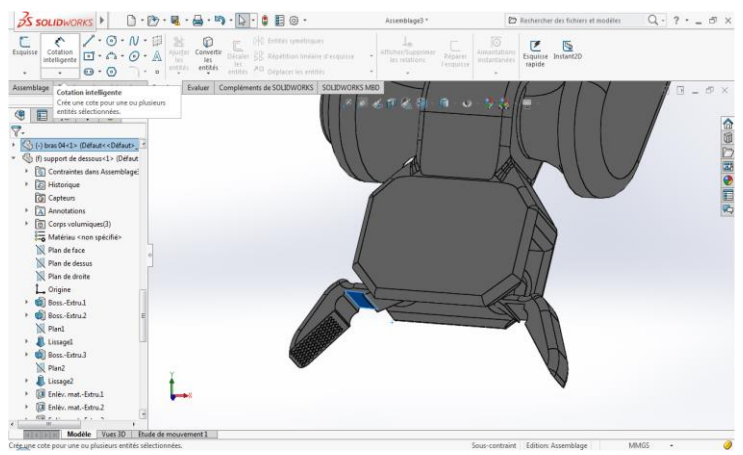 SOLIDWORKS
Assemblage3 *
Rechercher des fichiers et modèles
Esquisse
Cotation intelligente
Ajuster les entités
Convertir les entités
Décaler les entités
Entités symétriques
Répétition linéaire d'esquisse
Déplacer les entités
Afficher/Supprimer les relations
Réparer l'esquisse
Aimantations instantanées
Esquisse rapide
Instant2D
Assemblage
Evaluer
Compléments de SOLIDWORKS
SOLIDWORKS MBD
Cotation intelligente
Crée une cote pour une ou plusieurs
entités sélectionnées.
(-) bras 04<1> (Défaut<<Défaut>_
(f) support de dessous<1> (Défaut
Contraintes dans Assemblage
Historique
Capteurs
Annotations
Corps volumiques(3)
Matériau <non spécifié>
Plan de face
Plan de dessus
Plan de droite
Origine
Boss.-Extru.1
Boss.-Extru.2
Plan1
Lissage1
Boss.-Extru.3
Plan2
Lissage2
Enlèv. mat.-Extru.1
Enlèv. mat.-Extru.2
Y
X
Modèle
Vues 3D
Etude de mouvement 1
Crée une cote pour une ou plusieurs entités sélectionnées.
Sous-contraint
Edition: Assemblage
MMGS